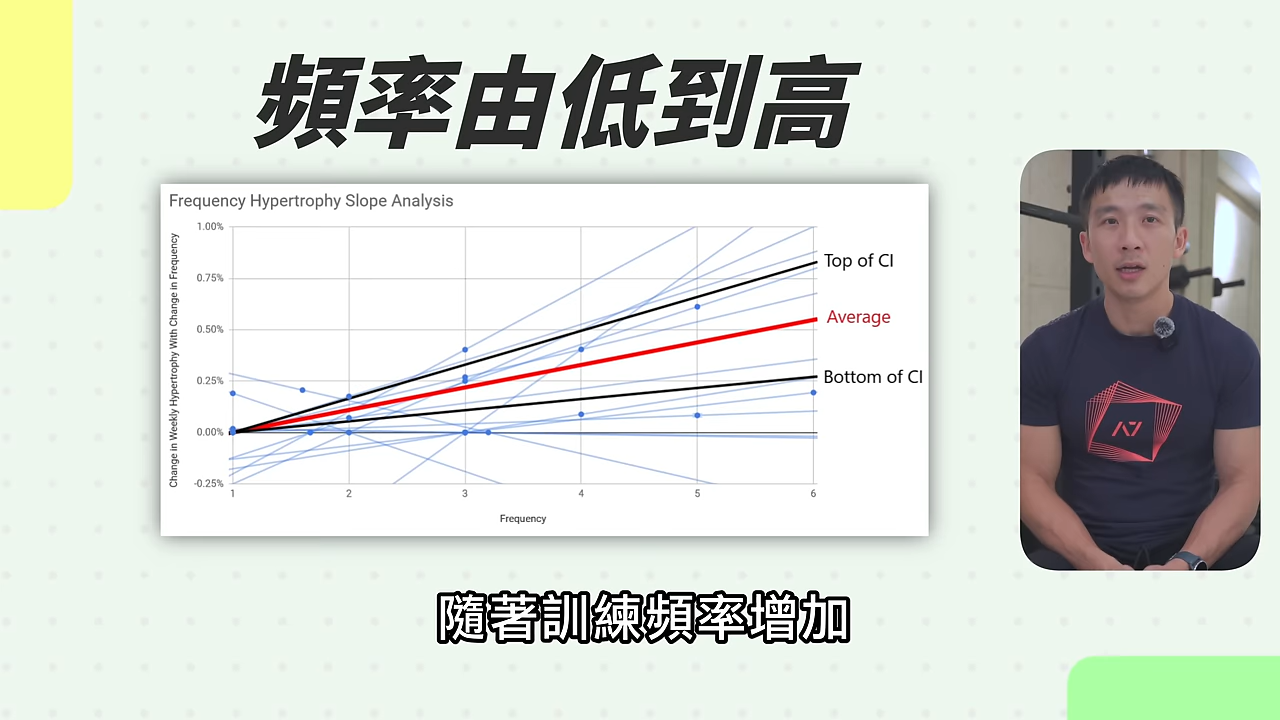 頻率由低到高
Frequency Hypertrophy Slope Analysis
Change in Weekly Hypertrophy With Change in Frequency
1.00%
0.75%
0.50%
0.25%
0.00%
-0.25%
1 2 3 4 5 6
Frequency
Top of CI
Average
Bottom of CI
A7
隨著訓練頻率增加